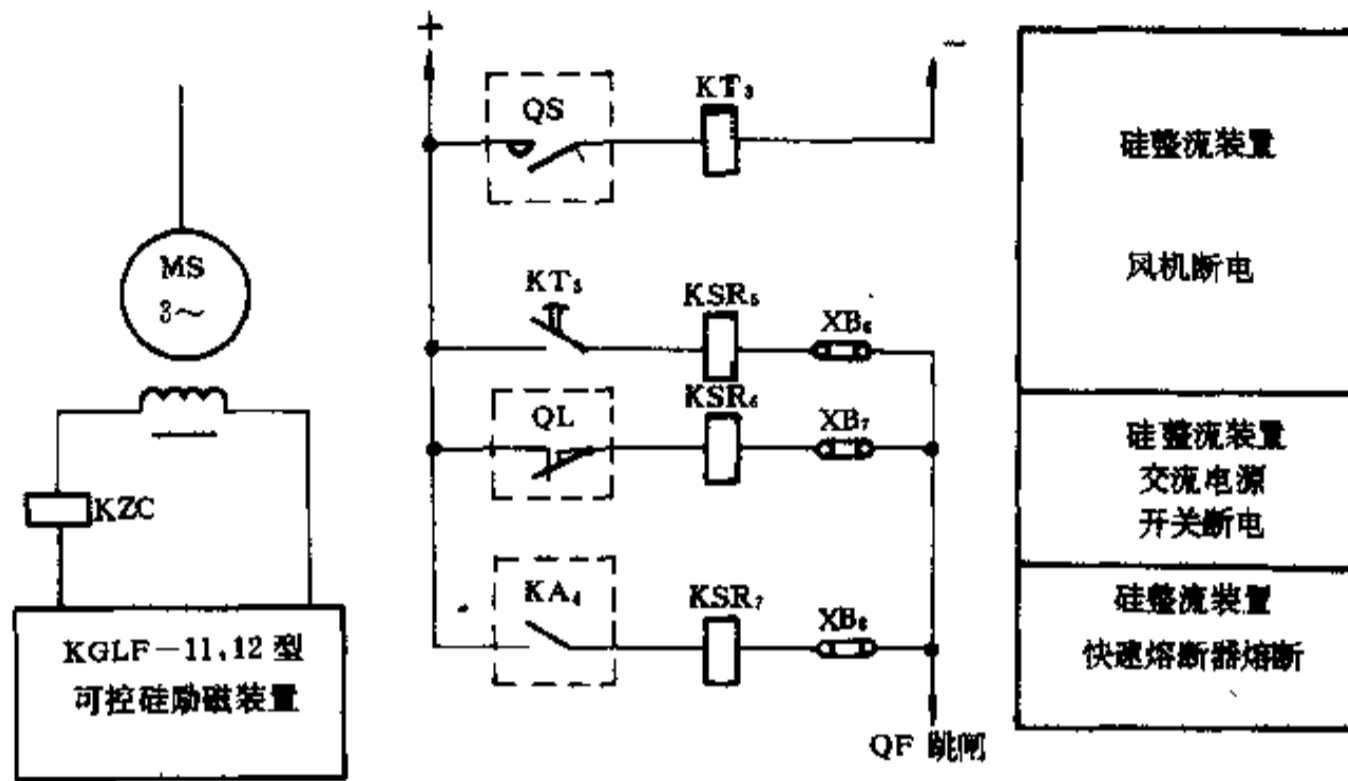 +
−
QS
KT₃
MS
3～
KT₃
KSR₅
XB₆
QL
KSR₆
XB₇
KZC
KA₄
KSR₇
XB₈
KGLF－11,12 型
可控硅励磁装置
QF 跳闸
硅整流装置
风机断电
硅整流装置
交流电源
开关断电
硅整流装置
快速熔断器熔断